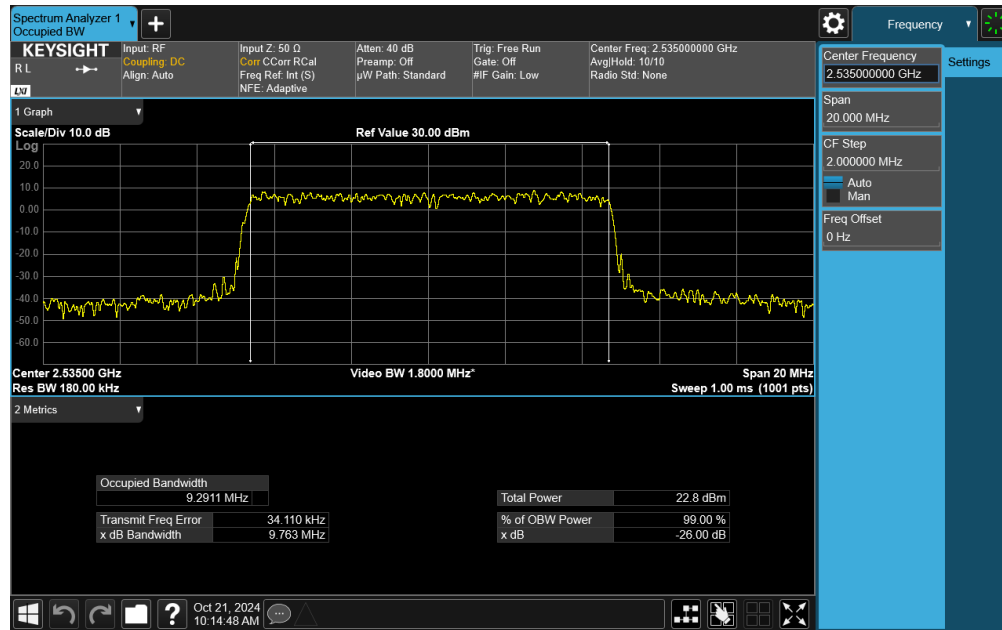 Spectrum Analyzer 1
Occupied BW
Frequency
KEYSIGHT
R L
LXI
Input: RF
Coupling: DC
Align: Auto
Input Z: 50 Ω
Corr CCorr RCal
Freq Ref: Int (S)
NFE: Adaptive
Atten: 40 dB
Preamp: Off
µW Path: Standard
Trig: Free Run
Gate: Off
#IF Gain: Low
Center Freq: 2.535000000 GHz
Avg|Hold: 10/10
Radio Std: None
Center Frequency
2.535000000 GHz
Settings
Span
20.000 MHz
CF Step
2.000000 MHz
Auto
Man
Freq Offset
0 Hz
1 Graph
Scale/Div 10.0 dB
Ref Value 30.00 dBm
Log
20.0
10.0
0.00
-10.0
-20.0
-30.0
-40.0
-50.0
-60.0
Center 2.53500 GHz
Video BW 1.8000 MHz*
Span 20 MHz
Res BW 180.00 kHz
Sweep 1.00 ms (1001 pts)
2 Metrics
Occupied Bandwidth
9.2911 MHz
Total Power 22.8 dBm
Transmit Freq Error 34.110 kHz
% of OBW Power 99.00 %
x dB Bandwidth 9.763 MHz
x dB -26.00 dB
?
Oct 21, 2024
10:14:48 AM